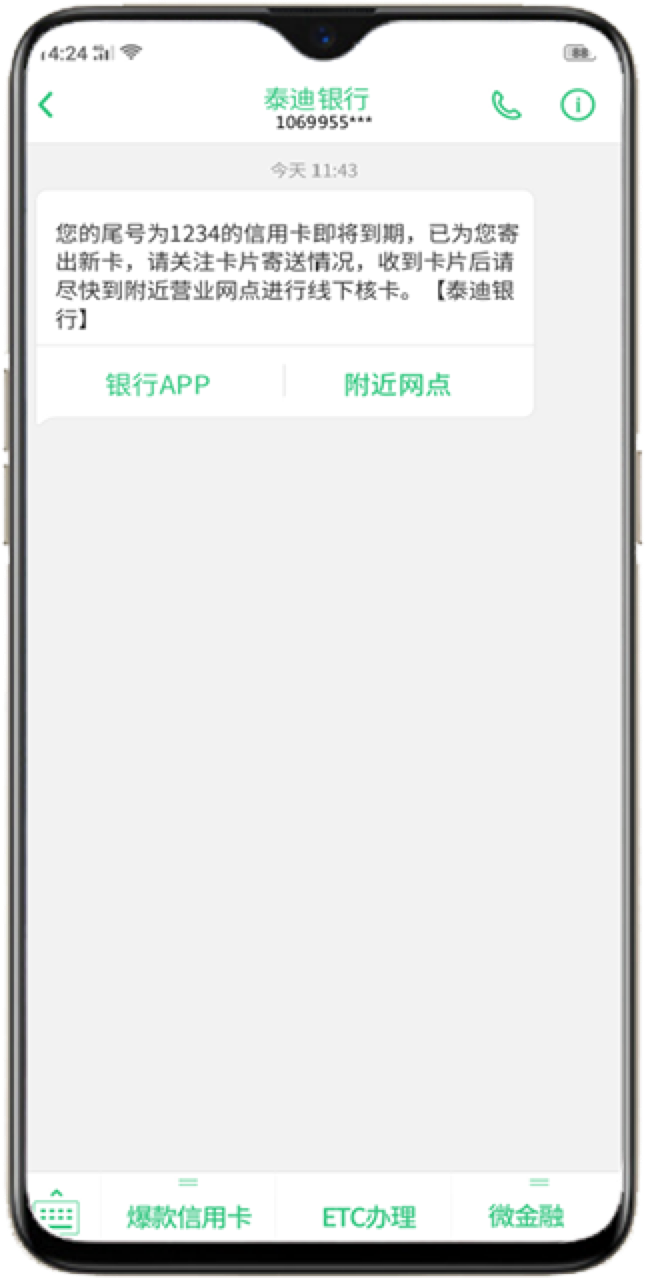 4:24
88
泰迪银行
1069955***
今天 11:43
您的尾号为1234的信用卡即将到期，已为您寄
出新卡，请关注卡片寄送情况，收到卡片后请
尽快到附近营业网点进行线下核卡。【泰迪银
行】
银行APP 附近网点
爆款信用卡 ETC办理 微金融